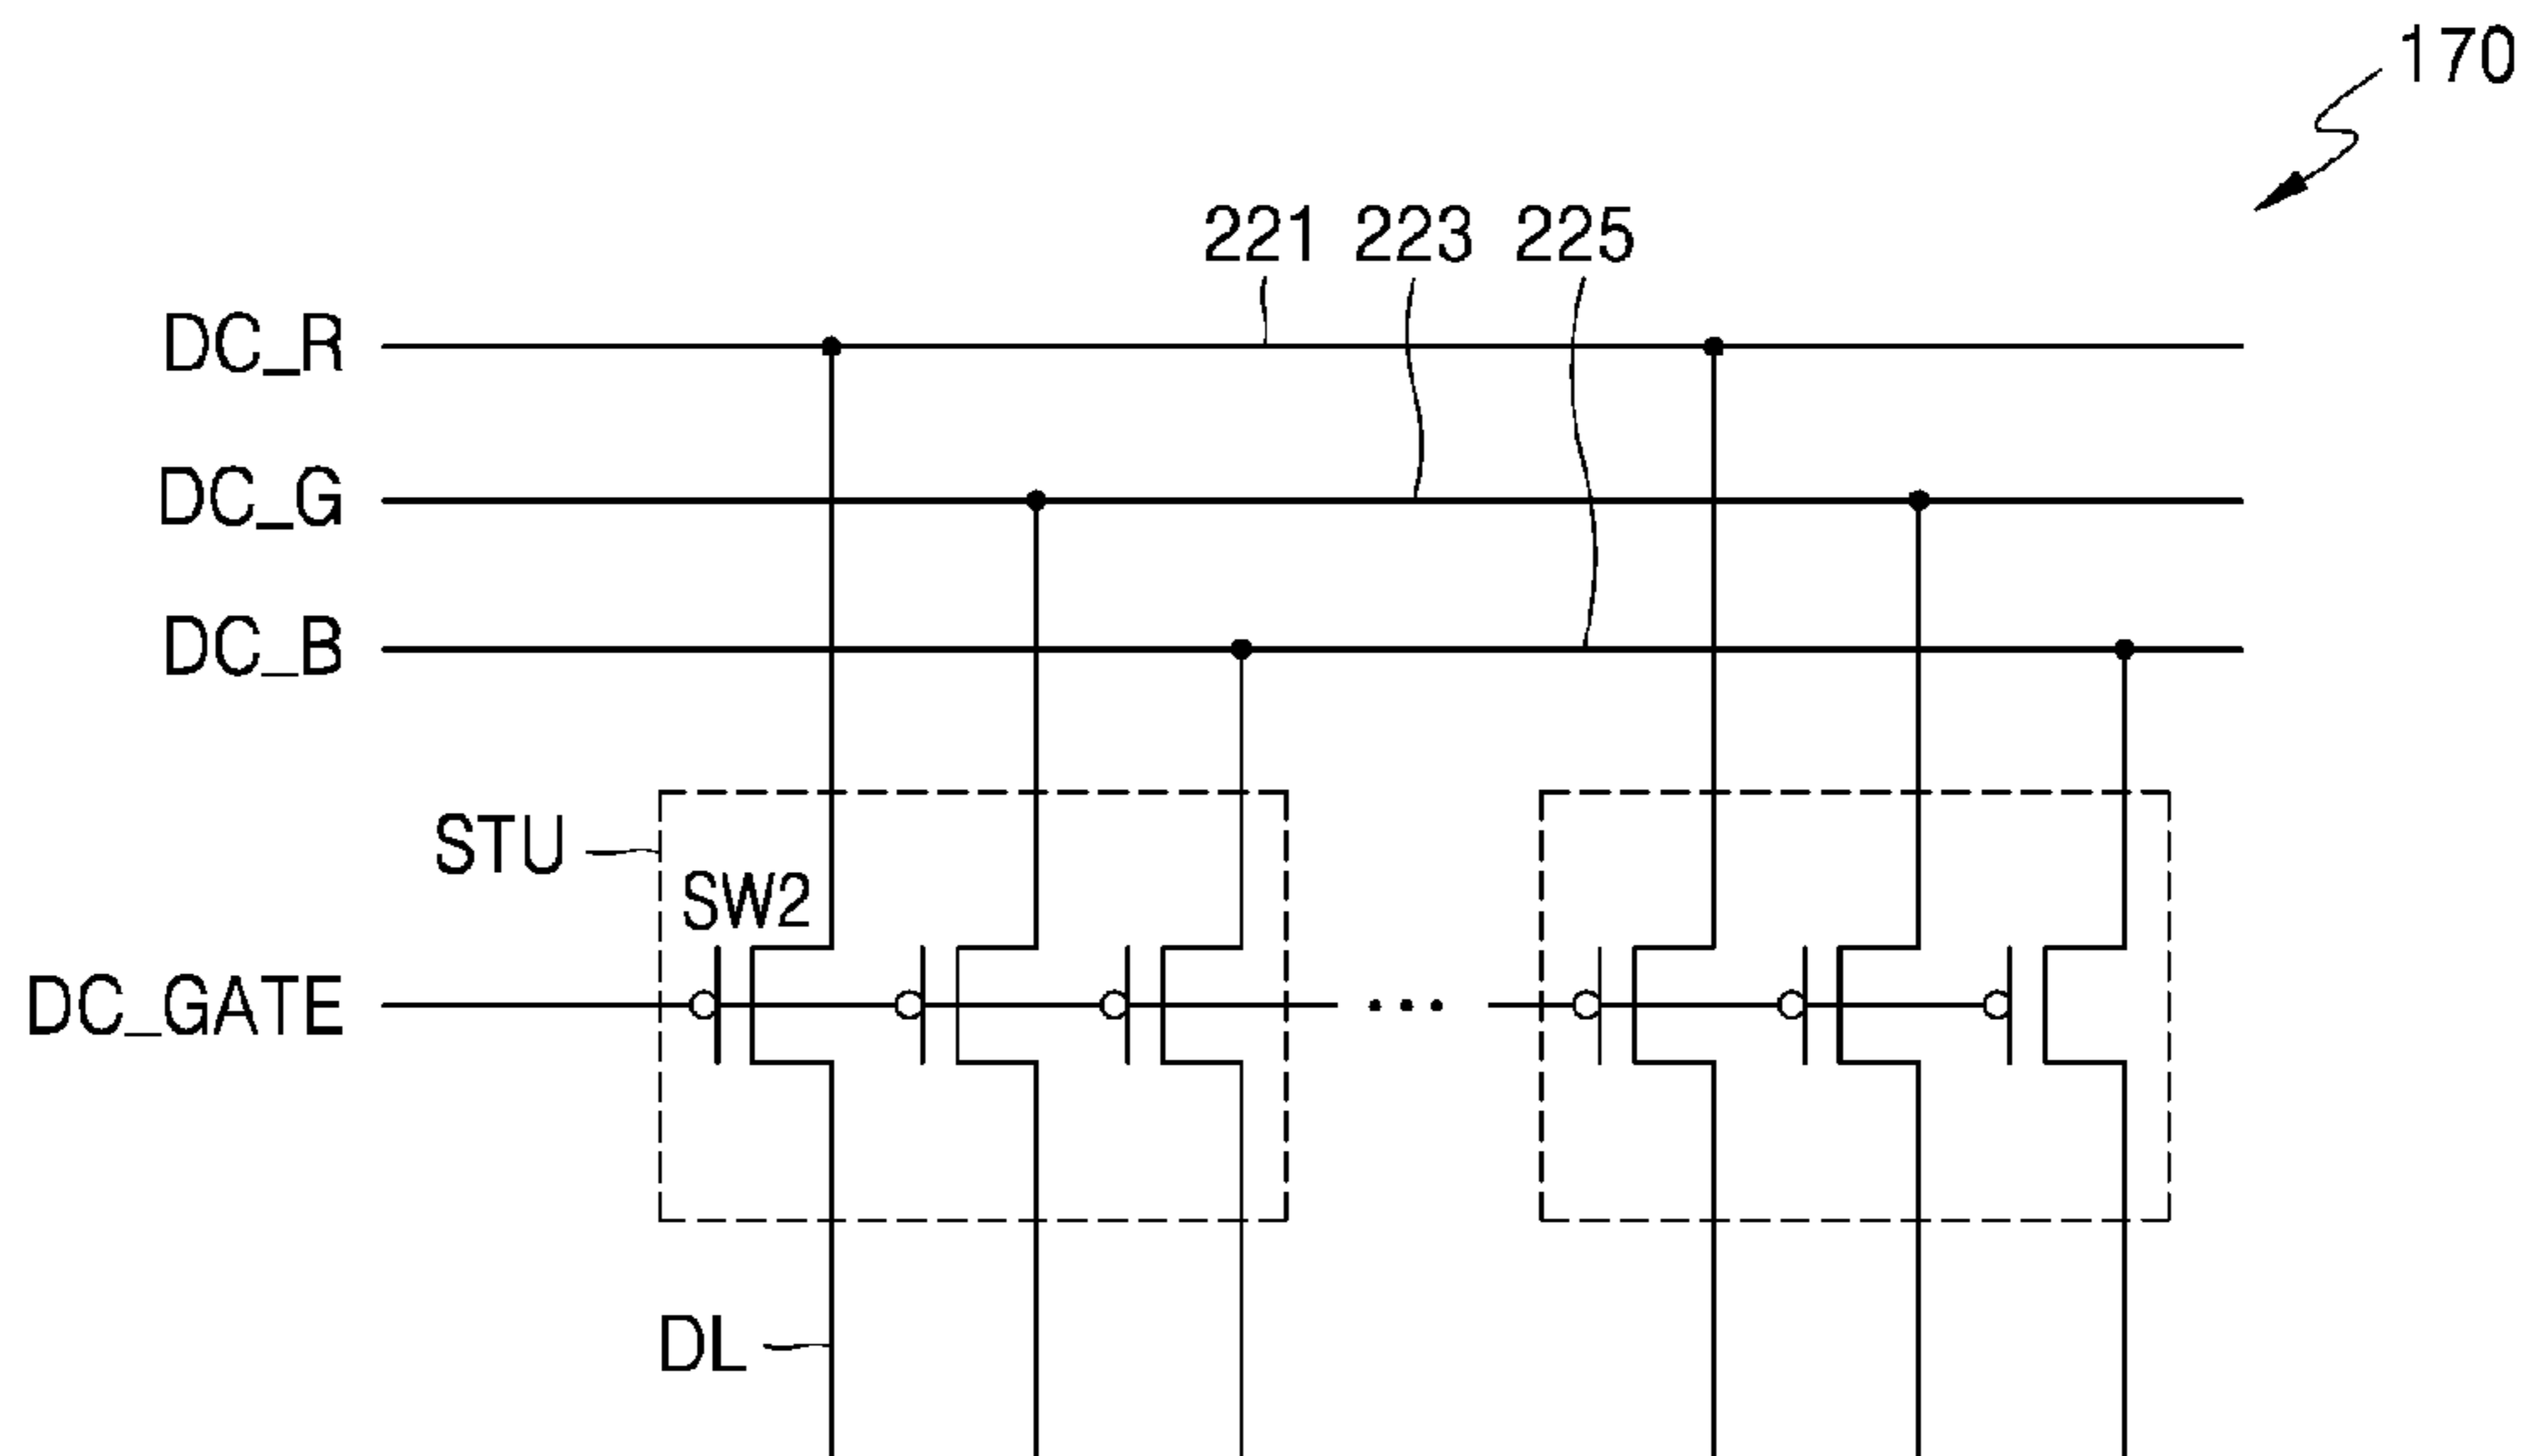 170
221 223 225
DC_R
DC_G
DC_B
STU
SW2
DC_GATE
DL